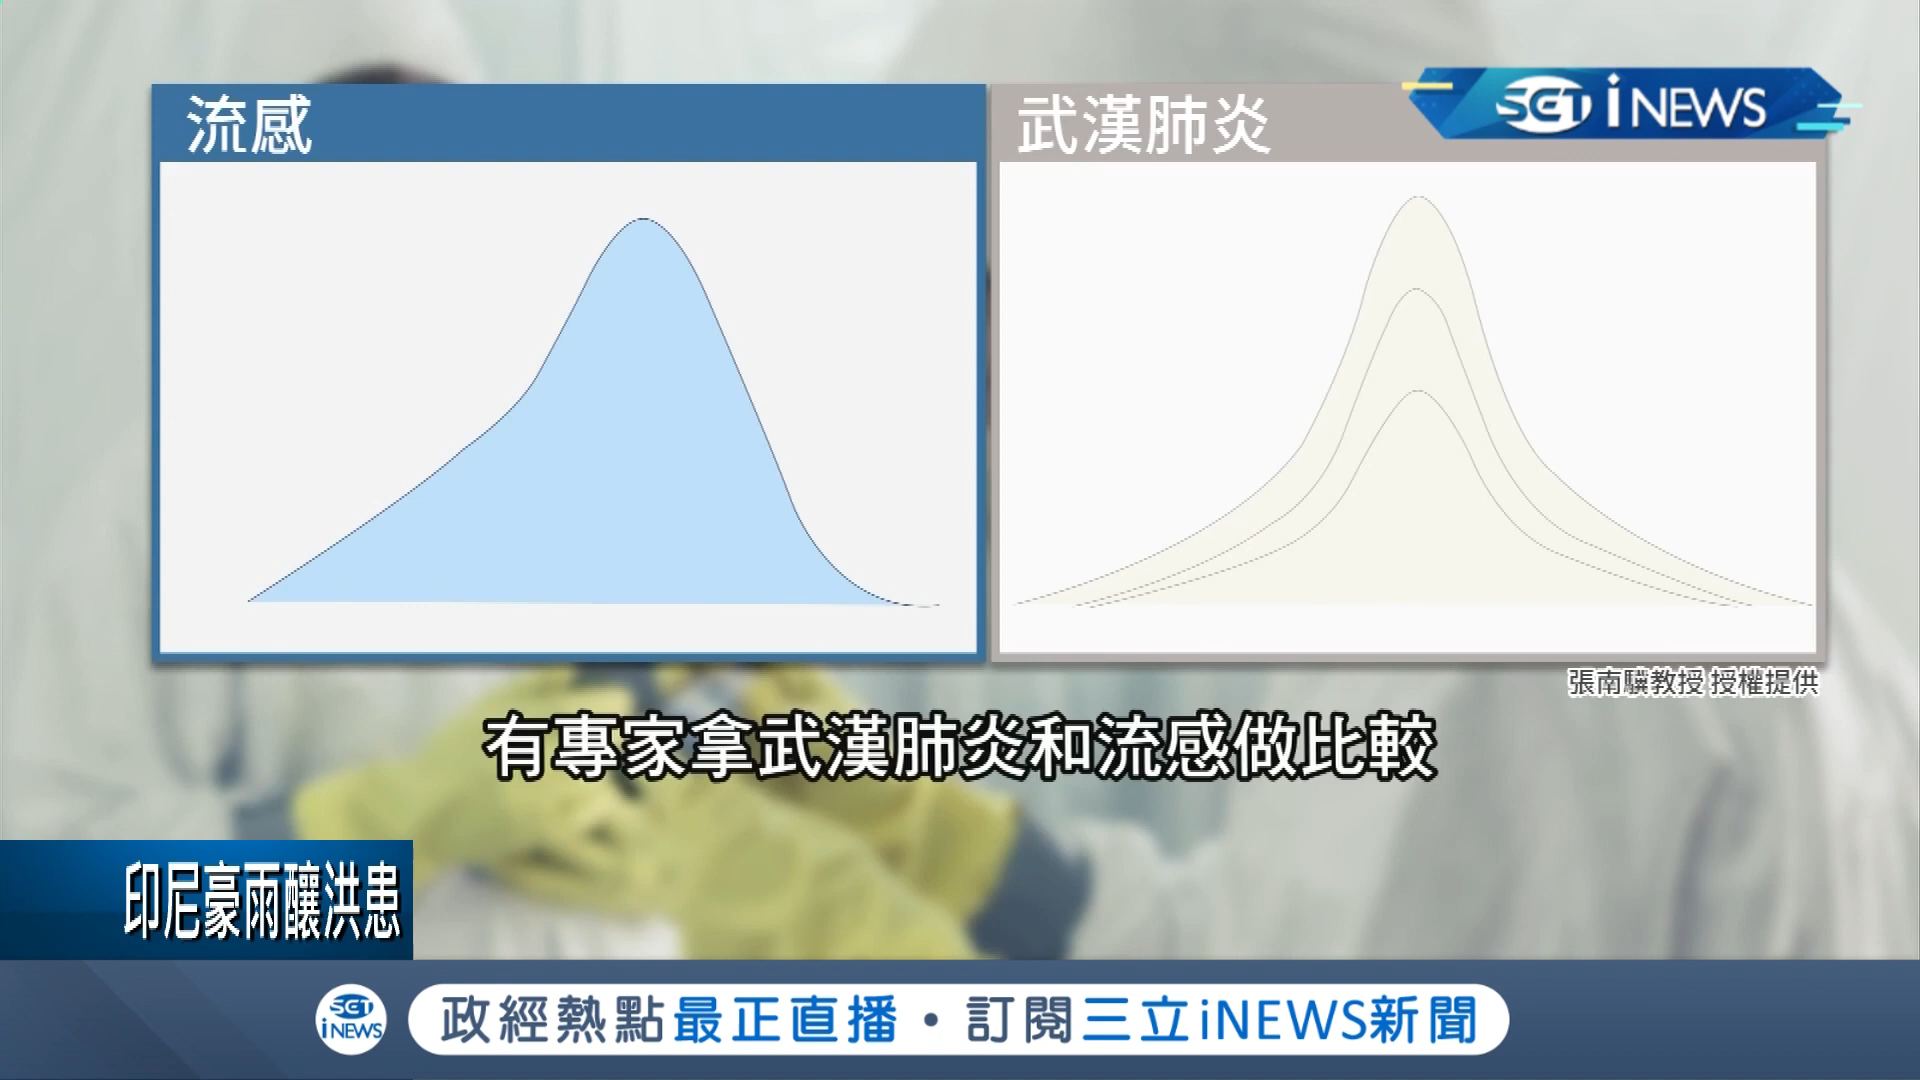 流感
武漢肺炎
SET iNEWS
張南驥教授 授權提供
有專家拿武漢肺炎和流感做比較
印尼豪雨釀洪患
SET iNEWS
政經熱點最正直播・訂閱三立iNEWS新聞